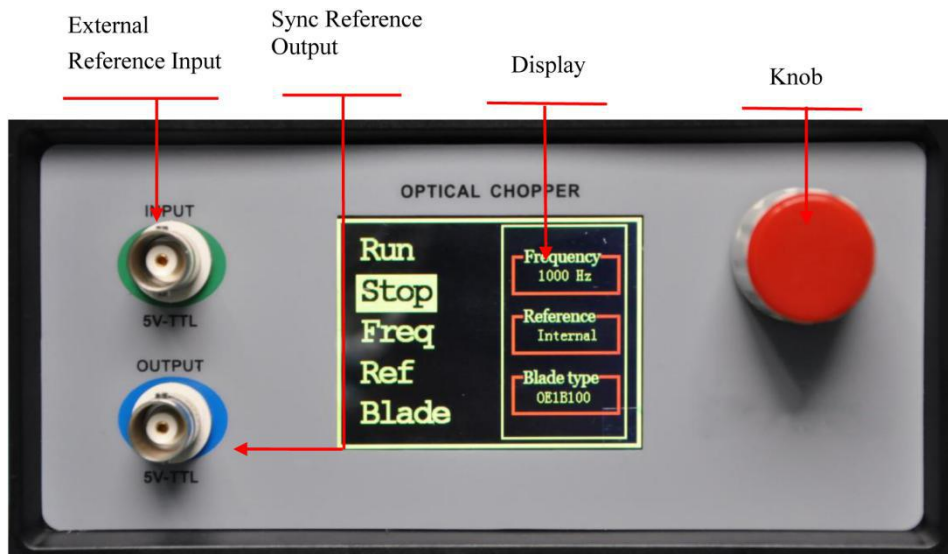 External
Reference Input
Sync Reference
Output
Display
Knob
OPTICAL CHOPPER
INPUT
5V-TTL
OUTPUT
5V-TTL
Run
Stop
Freq
Ref
Blade
Frequency
1000 Hz
Reference
Internal
Blade type
OE1B100